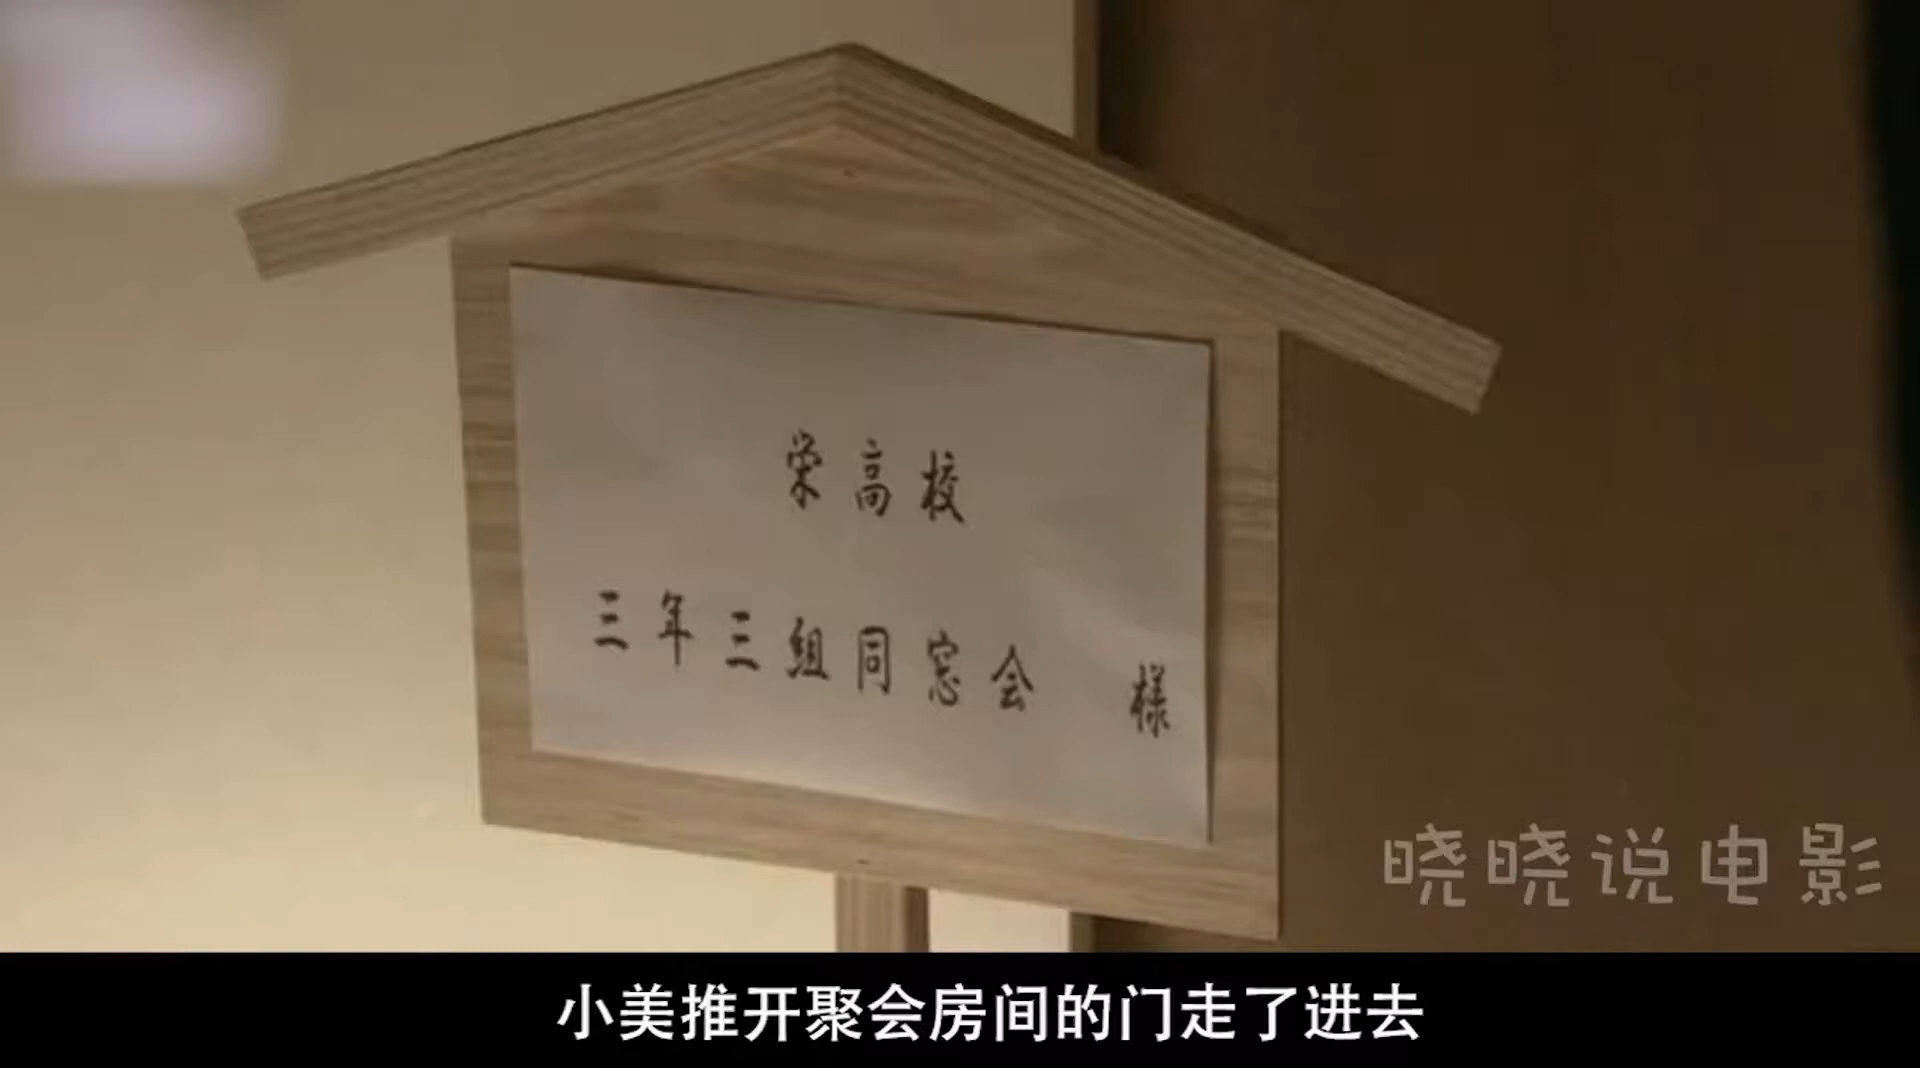 栄高校
三年三組同窓会 様
晓晓说电影
小美推开聚会房间的门走了进去